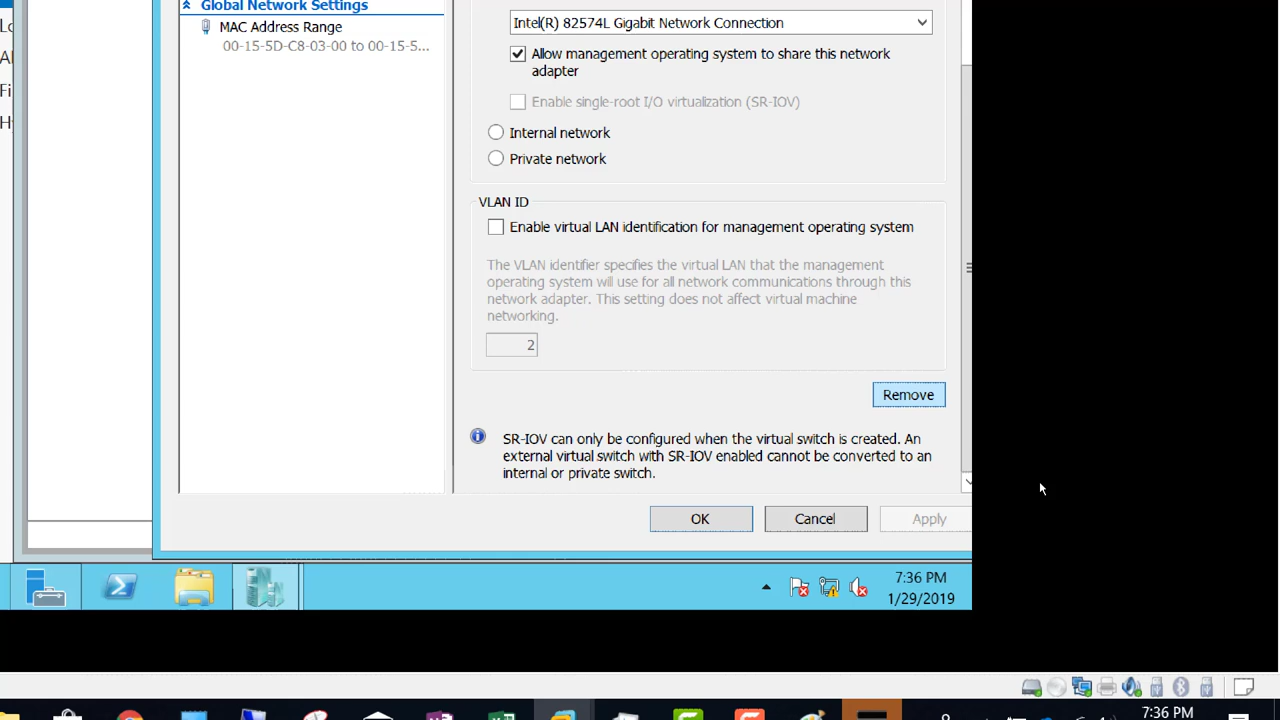 Global Network Settings
MAC Address Range
00-15-5D-C8-03-00 to 00-15-5...
Intel(R) 82574L Gigabit Network Connection
Allow management operating system to share this network
adapter
Enable single-root I/O virtualization (SR-IOV)
Internal network
Private network
VLAN ID
Enable virtual LAN identification for management operating system
The VLAN identifier specifies the virtual LAN that the management
operating system will use for all network communications through this
network adapter. This setting does not affect virtual machine
networking.
2
Remove
SR-IOV can only be configured when the virtual switch is created. An
external virtual switch with SR-IOV enabled cannot be converted to an
internal or private switch.
OK
Cancel
Apply
7:36 PM
1/29/2019
7:36 PM